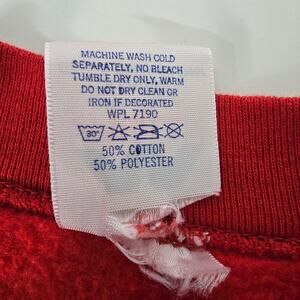 MACHINE WASH COLD
SEPARATELY, NO BLEACH
TUMBLE DRY ONLY, WARM
DO NOT DRY CLEAN OR
IRON IF DECORATED
WPL 7190
30°
50% COTTON
50% POLYESTER